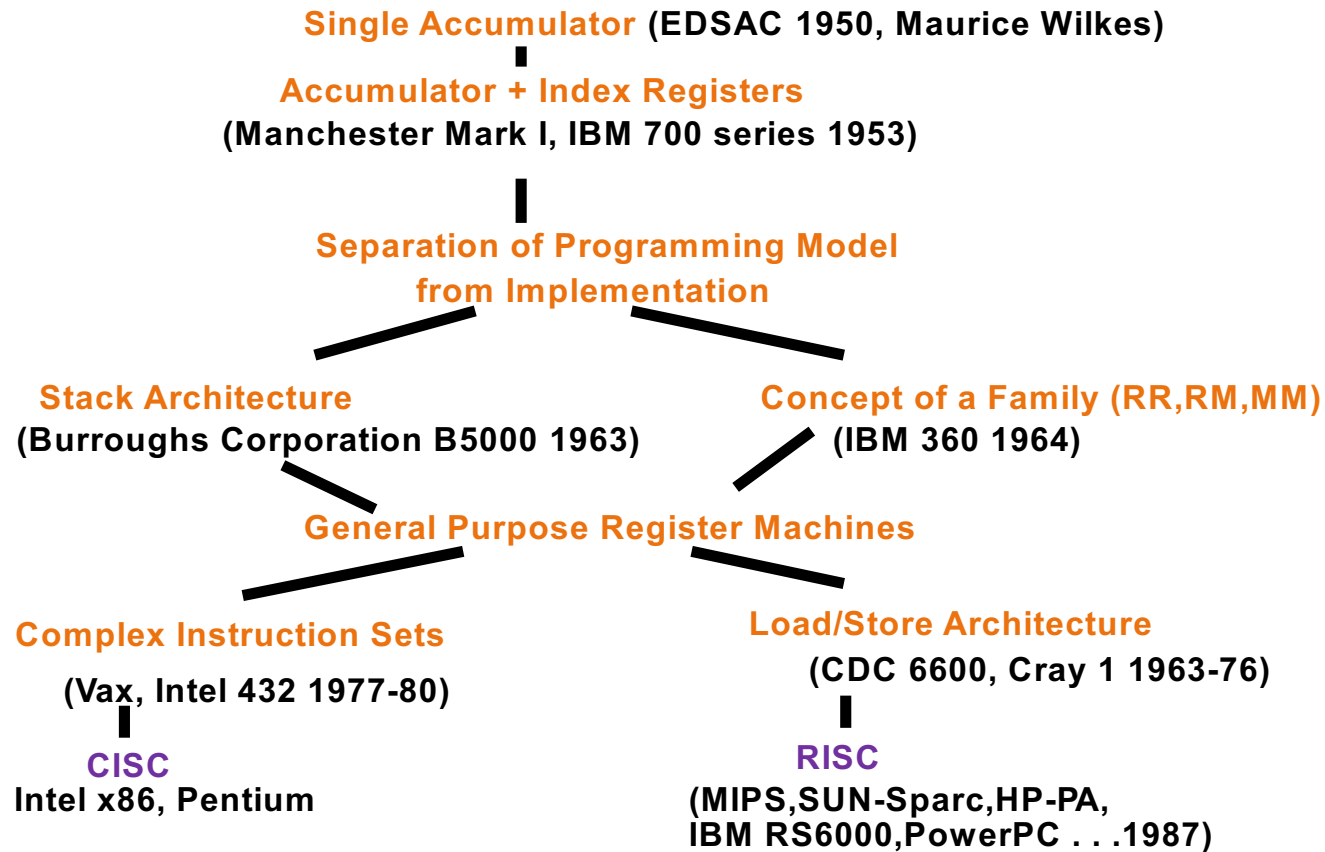 Single Accumulator (EDSAC 1950, Maurice Wilkes)
Accumulator + Index Registers
(Manchester Mark I, IBM 700 series 1953)
Separation of Programming Model
from Implementation
Stack Architecture
(Burroughs Corporation B5000 1963)
Concept of a Family (RR,RM,MM)
(IBM 360 1964)
General Purpose Register Machines
Complex Instruction Sets
(Vax, Intel 432 1977-80)
CISC
Intel x86, Pentium
Load/Store Architecture
(CDC 6600, Cray 1 1963-76)
RISC
(MIPS,SUN-Sparc,HP-PA,
IBM RS6000,PowerPC . . .1987)